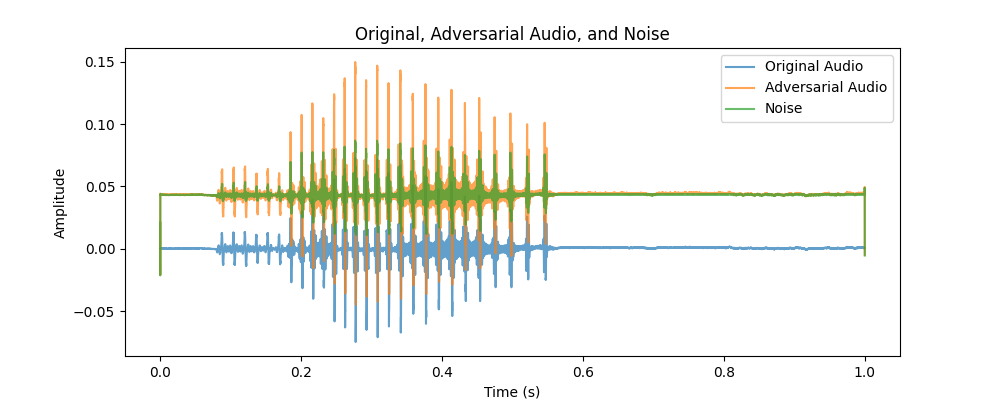 Original, Adversarial Audio, and Noise
Original Audio
Adversarial Audio
Noise
Amplitude
0.15
0.10
0.05
0.00
−0.05
0.0 0.2 0.4 0.6 0.8 1.0
Time (s)